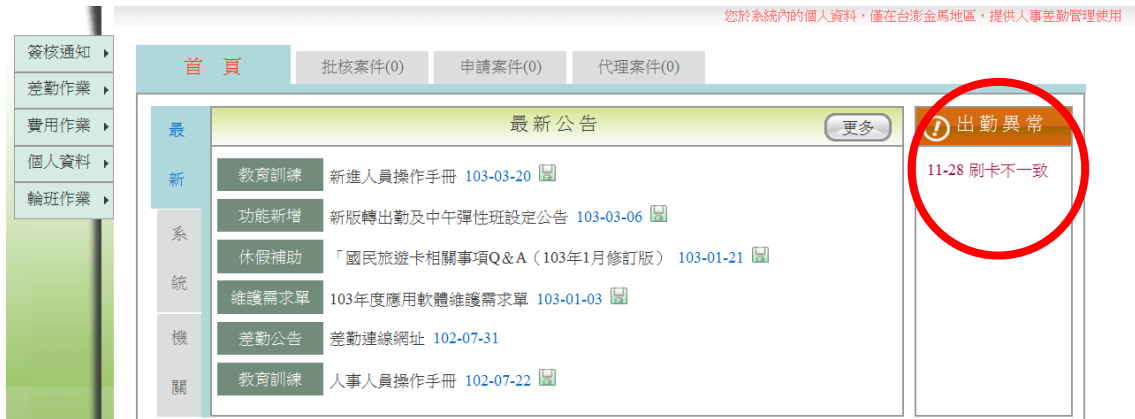 您於系統內的個人資料，僅在台澎金馬地區，提供人事差勤管理使用
簽核通知
差勤作業
費用作業
個人資料
輪班作業
首 頁
批核案件(0)
申請案件(0)
代理案件(0)
最新
系統
機關
最新公告
更多
教育訓練 新進人員操作手冊 103-03-20
功能新增 新版轉出勤及中午彈性班設定公告 103-03-06
休假補助 「國民旅遊卡相關事項Q&A（103年1月修訂版） 103-01-21
維護需求單 103年度應用軟體維護需求單 103-01-03
差勤公告 差勤連線網址 102-07-31
教育訓練 人事人員操作手冊 102-07-22
出勤異常
11-28 刷卡不一致